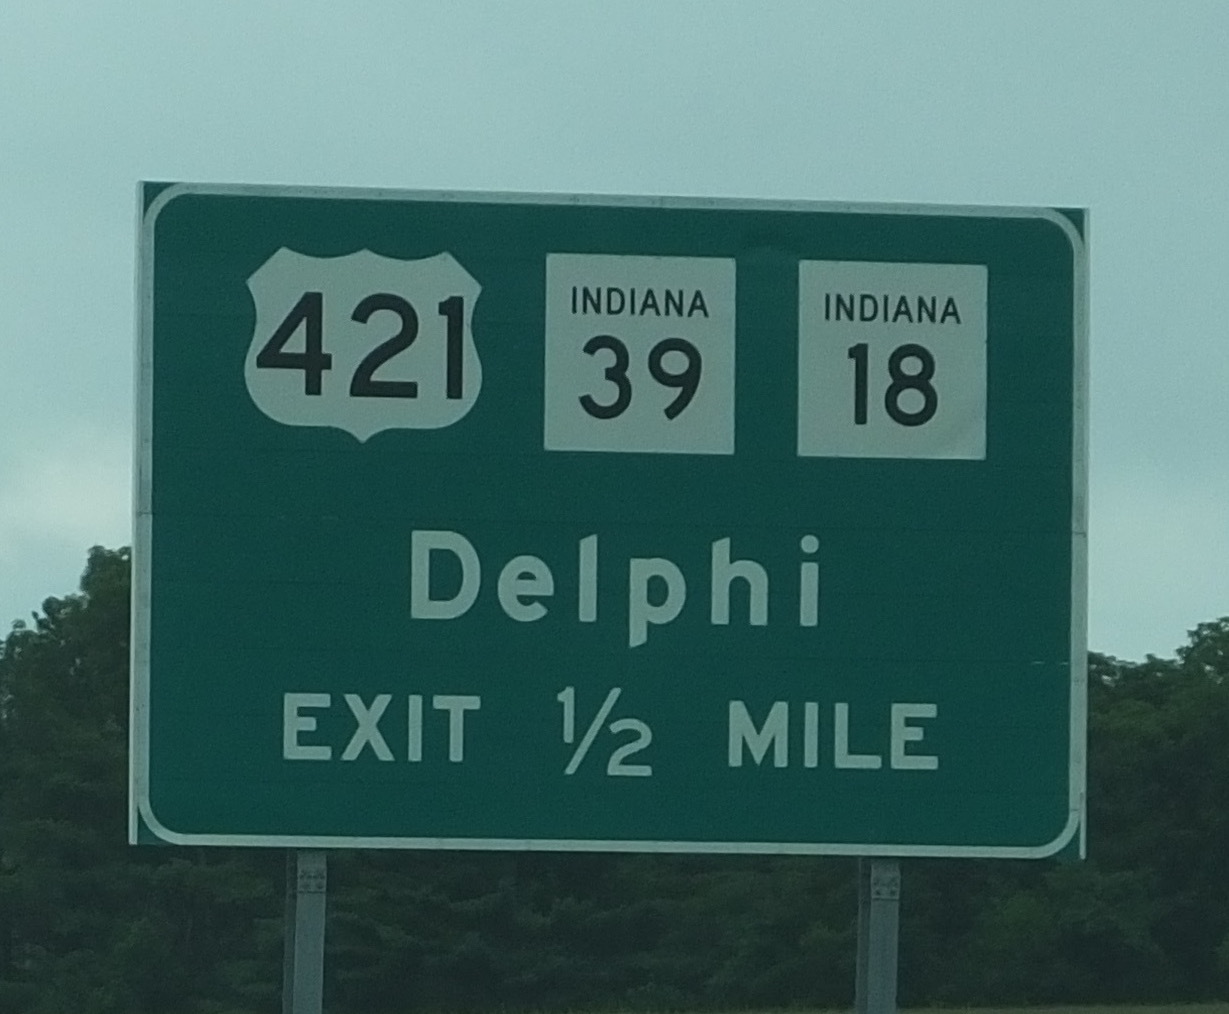 421
INDIANA
39
INDIANA
18
Delphi
EXIT ½ MILE